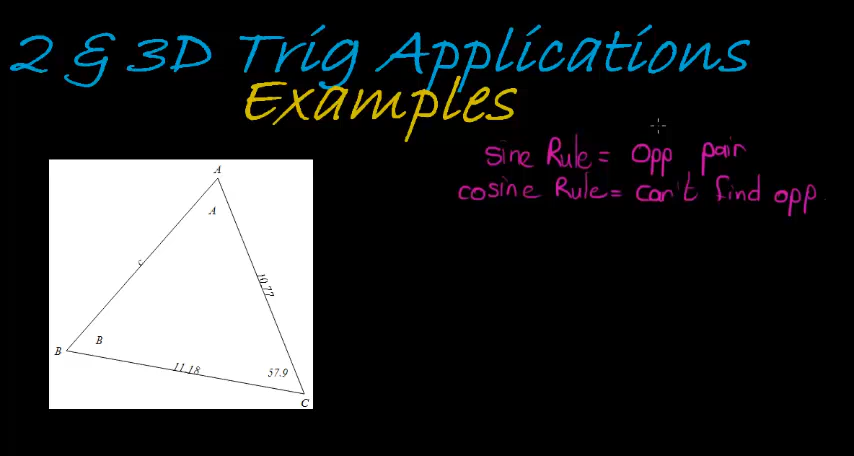 2 & 3D Trig Applications
Examples
sine Rule = Opp pair
cosine Rule = can't find opp.
A
A
c
10.77
B
B
11.18
57.9
C